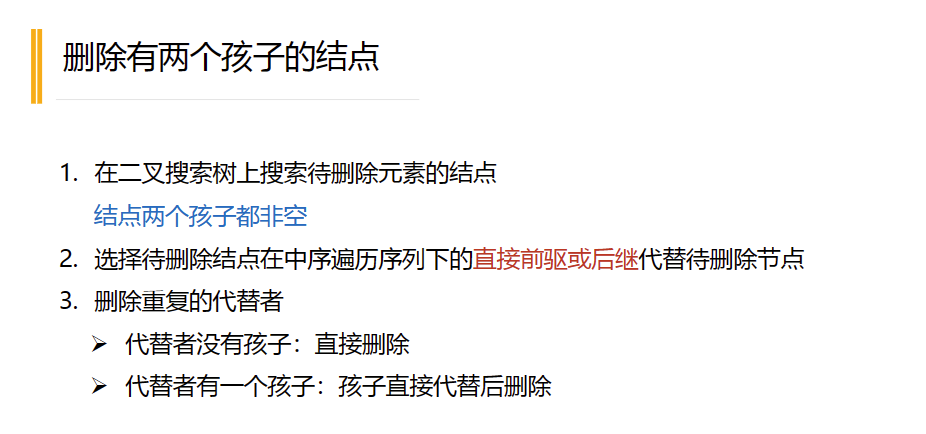 删除有两个孩子的结点
1. 在二叉搜索树上搜索待删除元素的结点
结点两个孩子都非空
2. 选择待删除结点在中序遍历序列下的直接前驱或后继代替待删除节点
3. 删除重复的代替者
➢ 代替者没有孩子：直接删除
➢ 代替者有一个孩子：孩子直接代替后删除